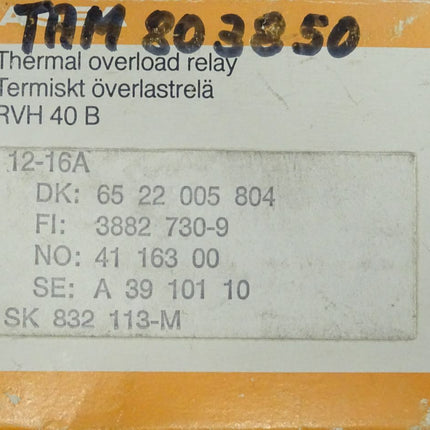 TAM 803850
Thermal overload relay
Termiskt överlastrelä
RVH 40 B
12-16A
DK: 65 22 005 804
FI: 3882 730-9
NO: 41 163 00
SE: A 39 101 10
SK 832 113-M